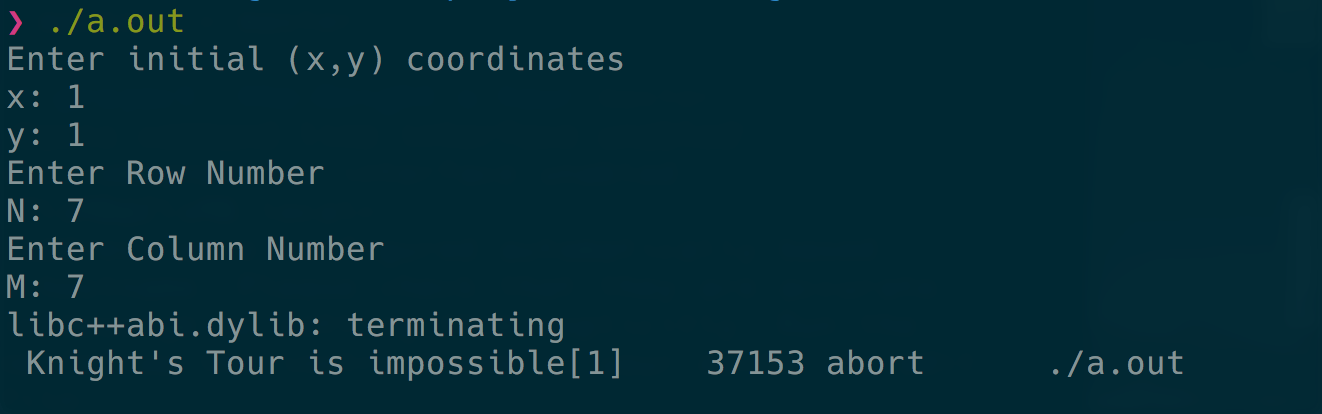 ❯ ./a.out
Enter initial (x,y) coordinates
x: 1
y: 1
Enter Row Number
N: 7
Enter Column Number
M: 7
libc++abi.dylib: terminating
 Knight's Tour is impossible[1]    37153 abort      ./a.out